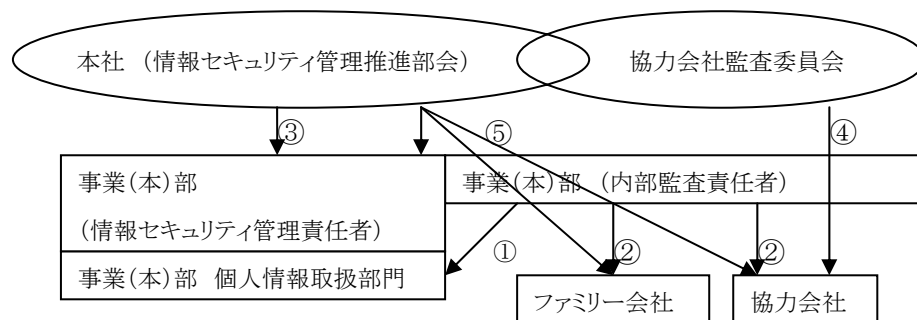 本社 (情報セキュリティ管理推進部会)
協力会社監査委員会
③
⑤
④
事業(本)部
(情報セキュリティ管理責任者)
事業(本)部 (内部監査責任者)
事業(本)部 個人情報取扱部門
①
②
②
ファミリー会社
協力会社